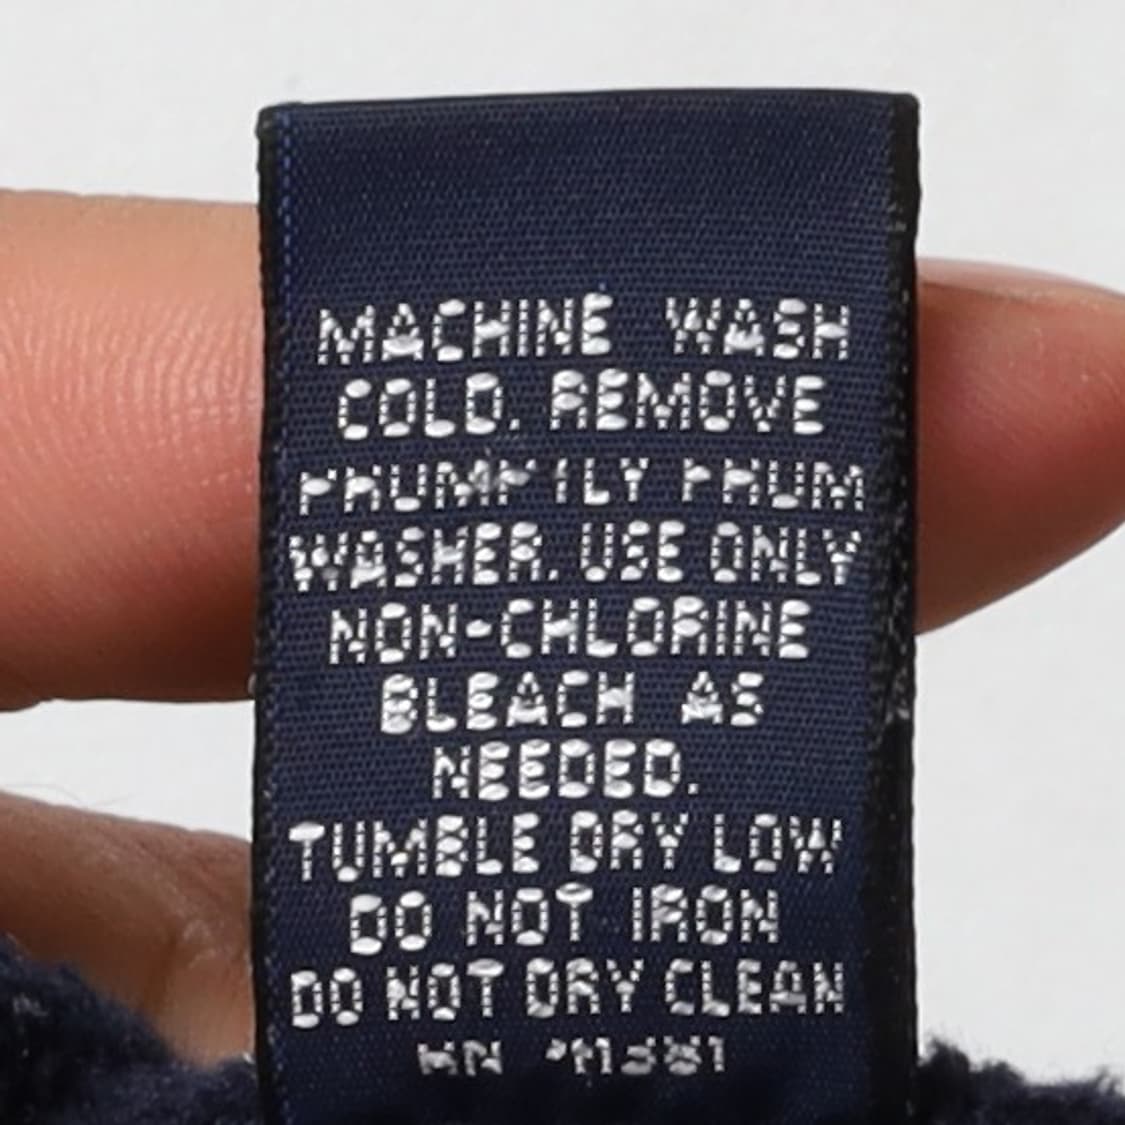 MACHINE WASH
COLD. REMOVE
PROMPTLY FROM
WASHER. USE ONLY
NON-CHLORINE
BLEACH AS
NEEDED.
TUMBLE DRY LOW
DO NOT IRON
DO NOT DRY CLEAN
RN